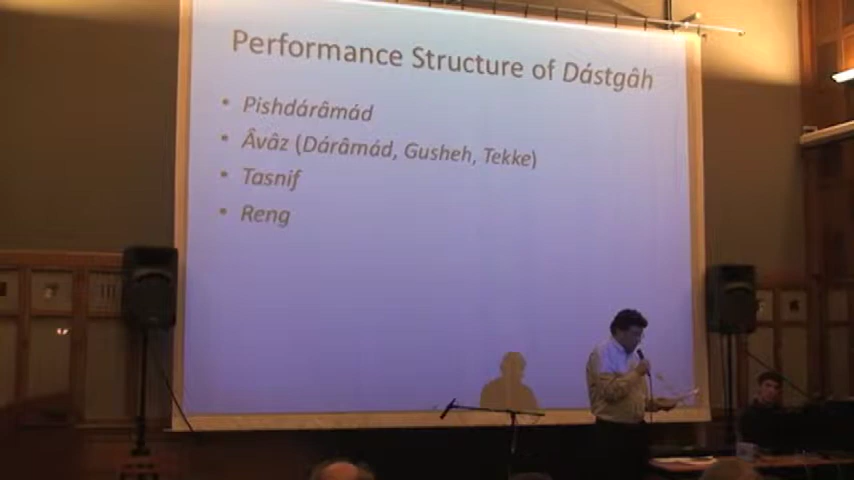 Performance Structure of Dástgâh
• Pishdárâmád
• Âvâz (Dárâmád, Gusheh, Tekke)
• Tasnif
• Reng